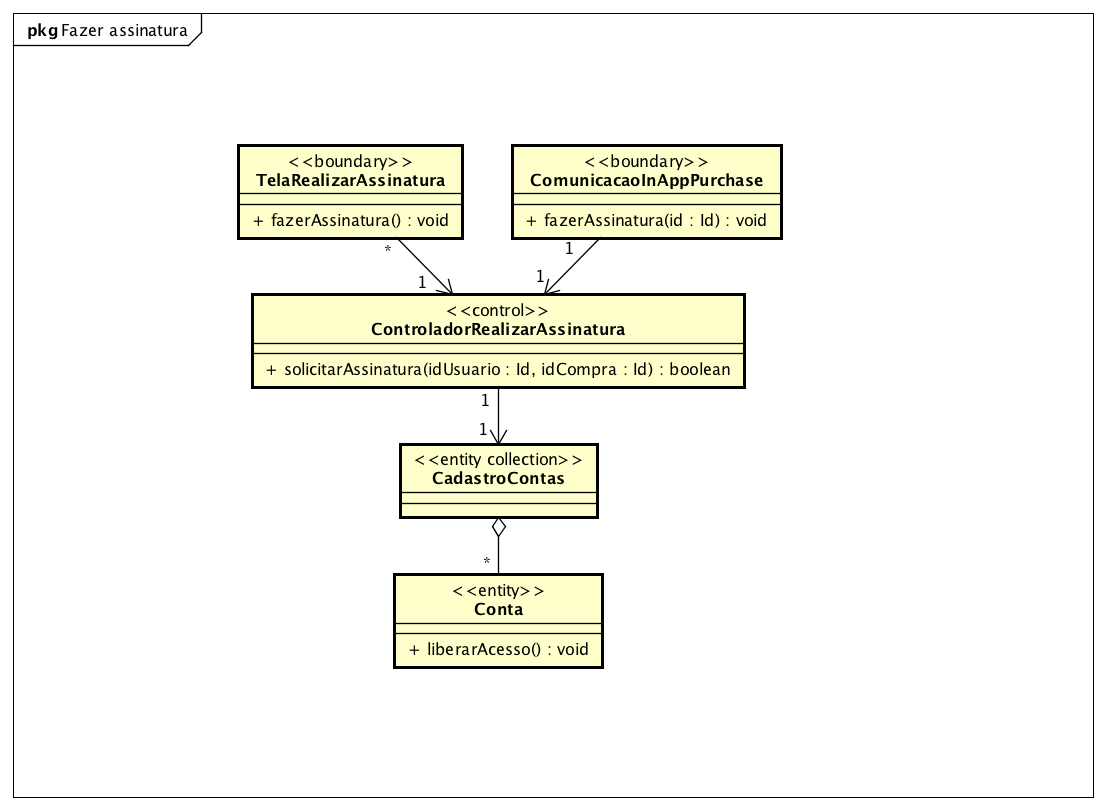 pkg Fazer assinatura
<<boundary>>
TelaRealizarAssinatura
+ fazerAssinatura() : void
<<boundary>>
ComunicacaoInAppPurchase
+ fazerAssinatura(id : Id) : void
*
1
1
1
<<control>>
ControladorRealizarAssinatura
+ solicitarAssinatura(idUsuario : Id, idCompra : Id) : boolean
1
1
<<entity collection>>
CadastroContas
*
<<entity>>
Conta
+ liberarAcesso() : void